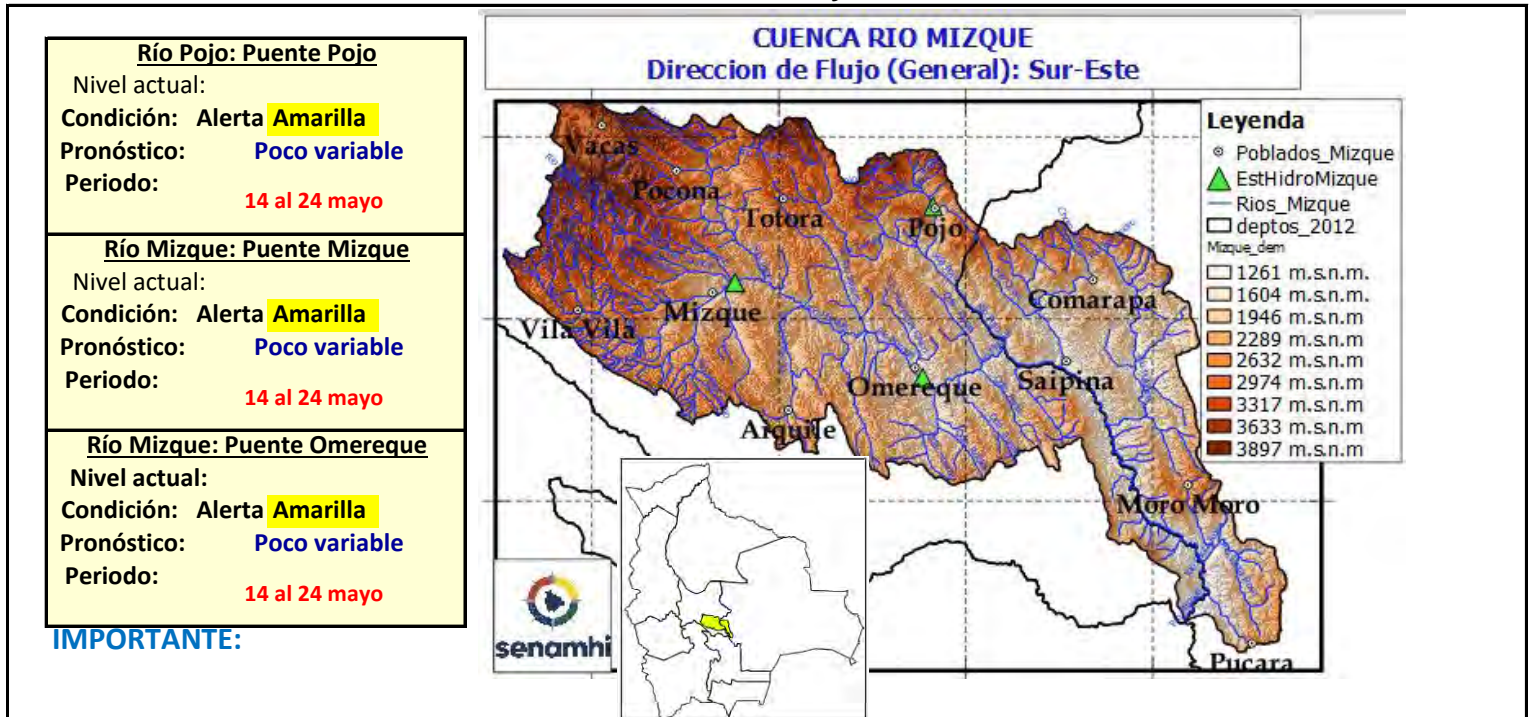 Río Pojo: Puente Pojo
Nivel actual:
Condición: Alerta Amarilla
Pronóstico: Poco variable
Periodo:
14 al 24 mayo
Río Mizque: Puente Mizque
Nivel actual:
Condición: Alerta Amarilla
Pronóstico: Poco variable
Periodo:
14 al 24 mayo
Río Mizque: Puente Omereque
Nivel actual:
Condición: Alerta Amarilla
Pronóstico: Poco variable
Periodo:
14 al 24 mayo
IMPORTANTE:
CUENCA RIO MIZQUE
Direccion de Flujo (General): Sur-Este
Vacas
Pocona
Totora
Pojo
Mizque
Vila Vila
Comarapa
Omereque
Saipina
Aiquile
Moro Moro
Pucara
Leyenda
Poblados_Mizque
EstHidroMizque
Rios_Mizque
deptos_2012
Mizque_dem
1261 m.s.n.m.
1604 m.s.n.m.
1946 m.s.n.m
2289 m.s.n.m
2632 m.s.n.m
2974 m.s.n.m
3317 m.s.n.m
3633 m.s.n.m
3897 m.s.n.m
senamhi